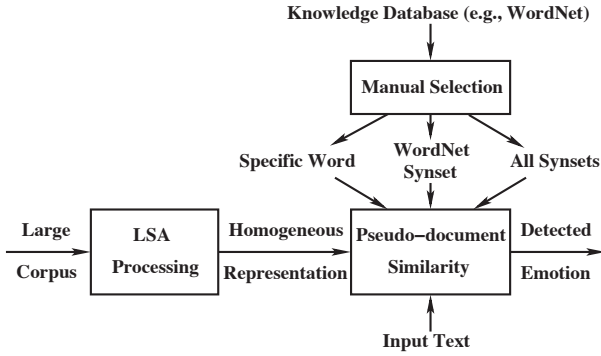 Knowledge Database (e.g., WordNet)
Manual Selection
Specific Word
WordNet
Synset
All Synsets
Large
Corpus
LSA
Processing
Homogeneous
Representation
Pseudo−document
Similarity
Detected
Emotion
Input Text